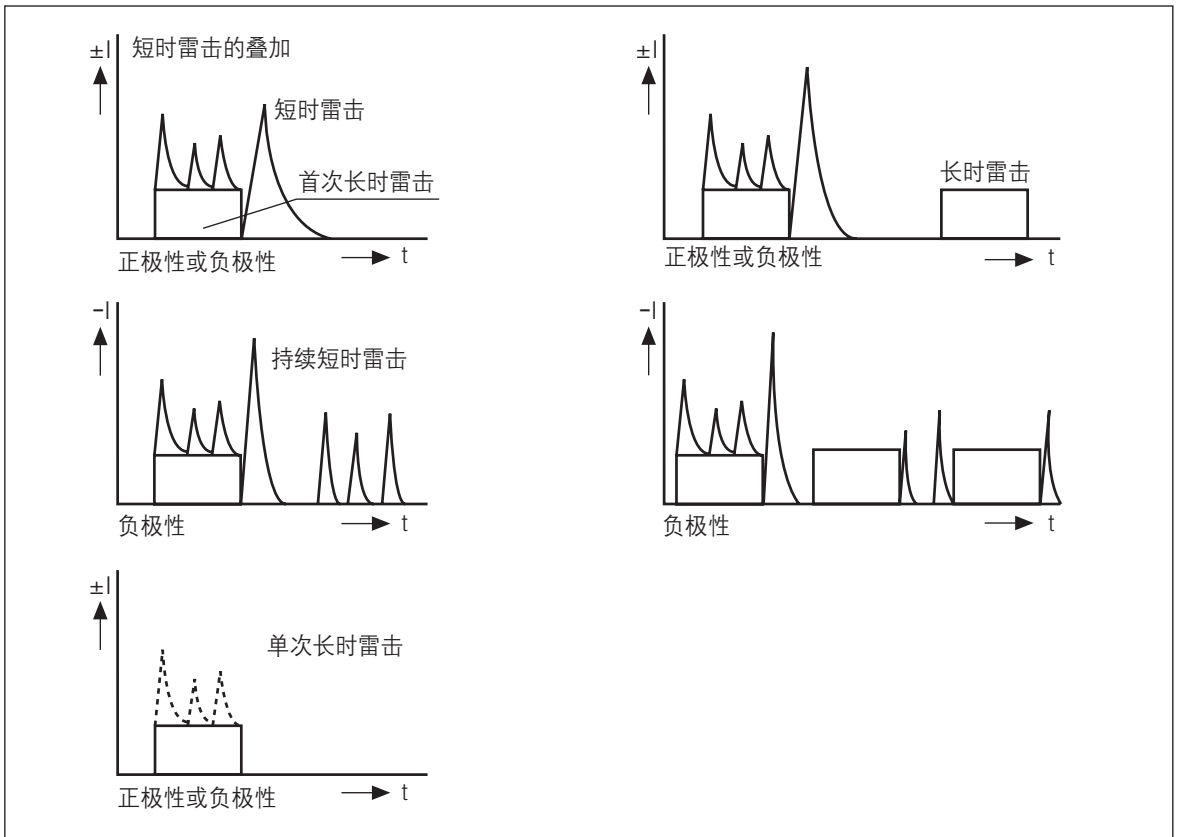 ±I
短时雷击的叠加
短时雷击
首次长时雷击
正极性或负极性
t
±I
长时雷击
正极性或负极性
t
-I
持续短时雷击
负极性
t
-I
负极性
t
±I
单次长时雷击
正极性或负极性
t